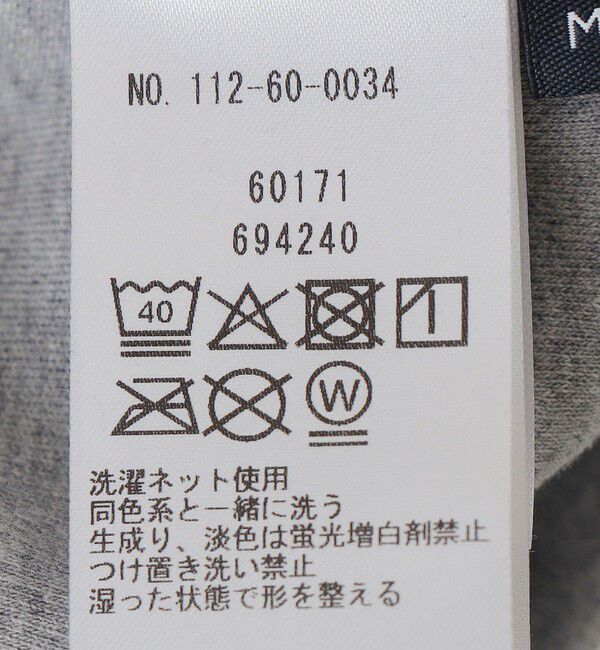 M
NO. 112-60-0034
60171
694240
40
W
洗濯ネット使用
同色系と一緒に洗う
生成り、淡色は蛍光増白剤禁止
つけ置き洗い禁止
湿った状態で形を整える